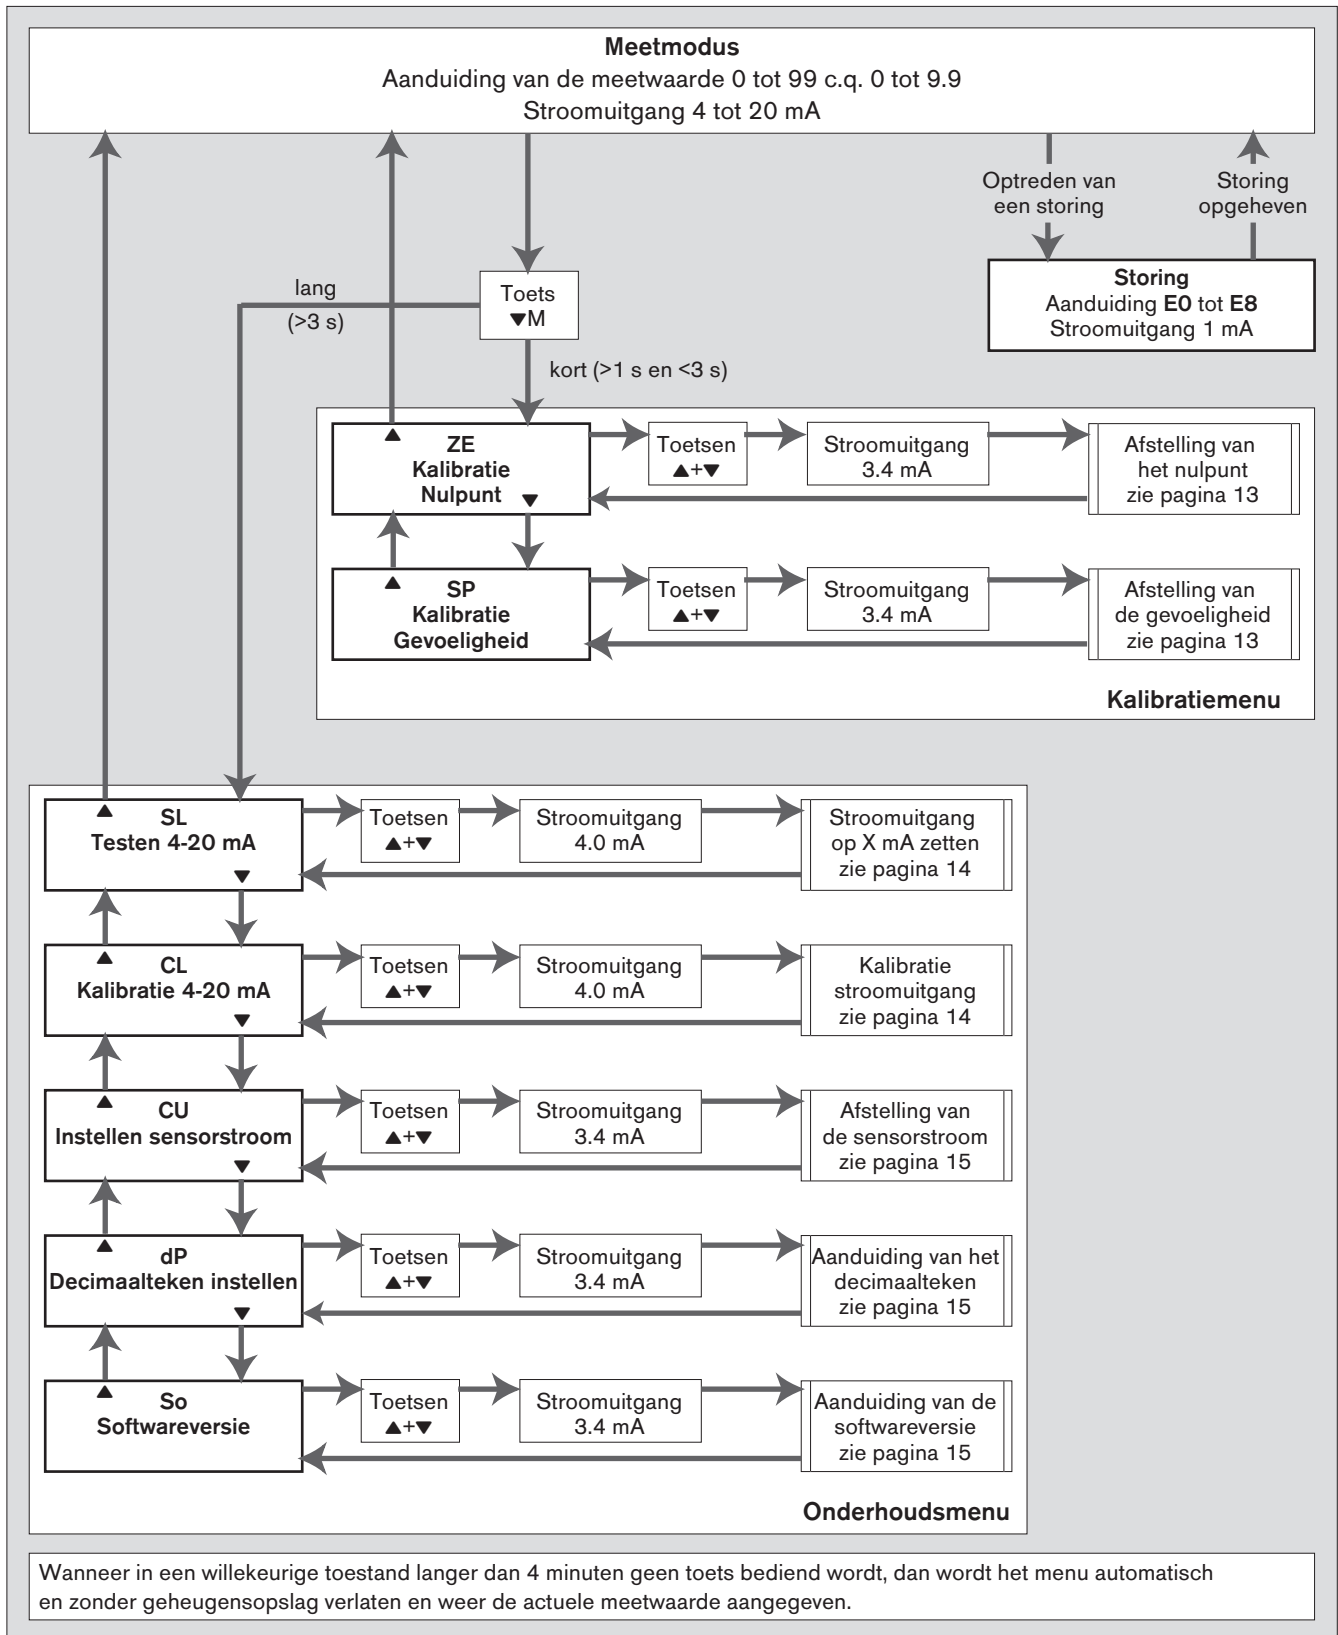 Meetmodus
Aanduiding van de meetwaarde 0 tot 99 c.q. 0 tot 9.9
Stroomuitgang 4 tot 20 mA
Optreden van
een storing
Storing
opgeheven
Storing
Aanduiding E0 tot E8
Stroomuitgang 1 mA
lang
(>3 s)
Toets
▼M
kort (>1 s en <3 s)
▲ ZE
Kalibratie
Nulpunt ▼
Toetsen
▲+▼
Stroomuitgang
3.4 mA
Afstelling van
het nulpunt
zie pagina 13
▲ SP
Kalibratie
Gevoeligheid
Toetsen
▲+▼
Stroomuitgang
3.4 mA
Afstelling van
de gevoeligheid
zie pagina 13
Kalibratiemenu
▲ SL
Testen 4-20 mA
▼
Toetsen
▲+▼
Stroomuitgang
4.0 mA
Stroomuitgang
op X mA zetten
zie pagina 14
▲ CL
Kalibratie 4-20 mA
▼
Toetsen
▲+▼
Stroomuitgang
4.0 mA
Kalibratie
stroomuitgang
zie pagina 14
▲ CU
Instellen sensorstroom
▼
Toetsen
▲+▼
Stroomuitgang
3.4 mA
Afstelling van
de sensorstroom
zie pagina 15
▲ dP
Decimaalteken instellen
▼
Toetsen
▲+▼
Stroomuitgang
3.4 mA
Aanduiding van het
decimaalteken
zie pagina 15
▲ So
Softwareversie
Toetsen
▲+▼
Stroomuitgang
3.4 mA
Aanduiding van de
softwareversie
zie pagina 15
Onderhoudsmenu
Wanneer in een willekeurige toestand langer dan 4 minuten geen toets bediend wordt, dan wordt het menu automatisch
en zonder geheugensopslag verlaten en weer de actuele meetwaarde aangegeven.